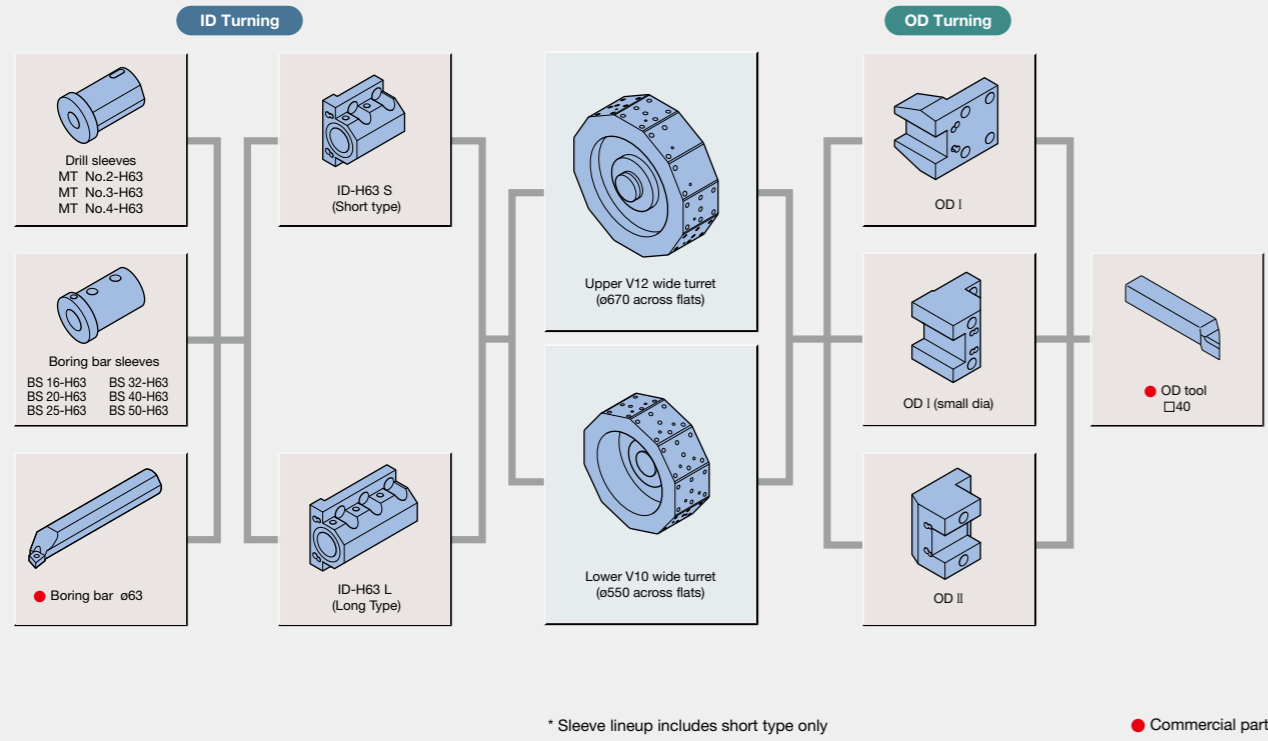 ID Turning
OD Turning
Drill sleeves
MT No.2-H63
MT No.3-H63
MT No.4-H63
ID-H63 S
(Short type)
Upper V12 wide turret
(ø670 across flats)
OD Ⅰ
Boring bar sleeves
BS 16-H63 BS 32-H63
BS 20-H63 BS 40-H63
BS 25-H63 BS 50-H63
OD Ⅰ (small dia)
OD tool
□40
Boring bar ø63
ID-H63 L
(Long Type)
Lower V10 wide turret
(ø550 across flats)
OD Ⅱ
* Sleeve lineup includes short type only
Commercial part